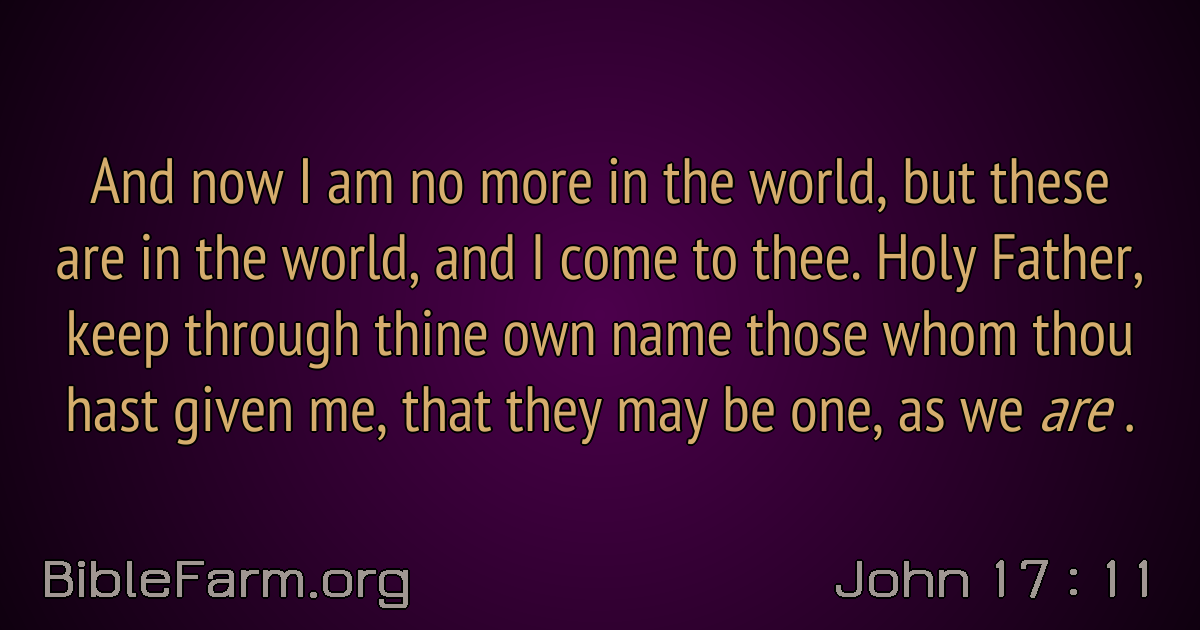 And now I am no more in the world, but these
are in the world, and I come to thee. Holy Father,
keep through thine own name those whom thou
hast given me, that they may be one, as we are .
BibleFarm.org
John 17 : 11